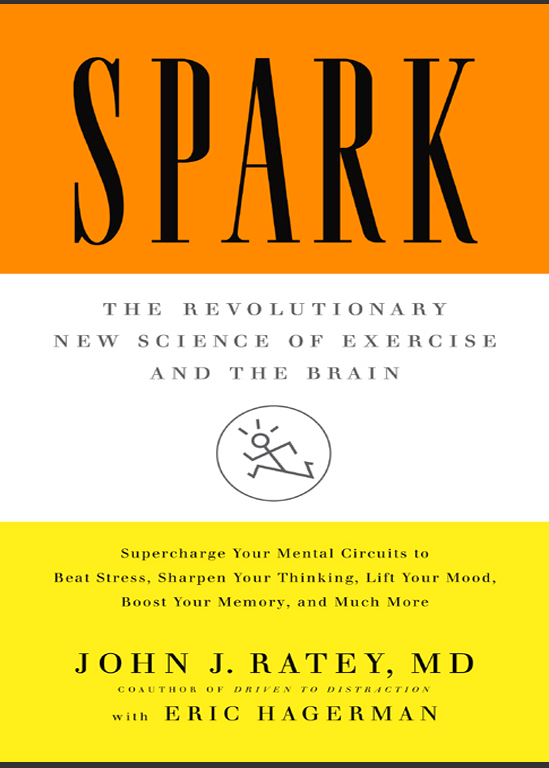 SPARK
THE REVOLUTIONARY
NEW SCIENCE OF EXERCISE
AND THE BRAIN
Supercharge Your Mental Circuits to
Beat Stress, Sharpen Your Thinking, Lift Your Mood,
Boost Your Memory, and Much More
JOHN J. RATEY, MD
COAUTHOR OF DRIVEN TO DISTRACTION
with ERIC HAGERMAN